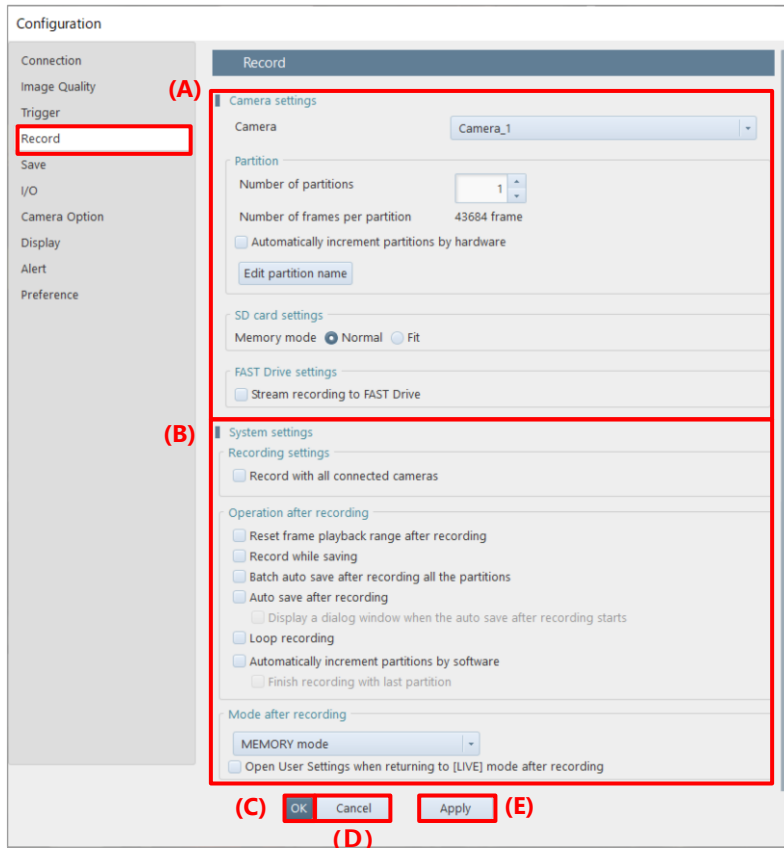 Configuration
Connection
Image Quality
Trigger
Record
Save
I/O
Camera Option
Display
Alert
Preference
Record
(A)
Camera settings
Camera Camera_1
Partition
Number of partitions 1
Number of frames per partition 43684 frame
Automatically increment partitions by hardware
Edit partition name
SD card settings
Memory mode Normal Fit
FAST Drive settings
Stream recording to FAST Drive
(B)
System settings
Recording settings
Record with all connected cameras
Operation after recording
Reset frame playback range after recording
Record while saving
Batch auto save after recording all the partitions
Auto save after recording
Display a dialog window when the auto save after recording starts
Loop recording
Automatically increment partitions by software
Finish recording with last partition
Mode after recording
MEMORY mode
Open User Settings when returning to [LIVE] mode after recording
(C) OK Cancel Apply (E)
(D)